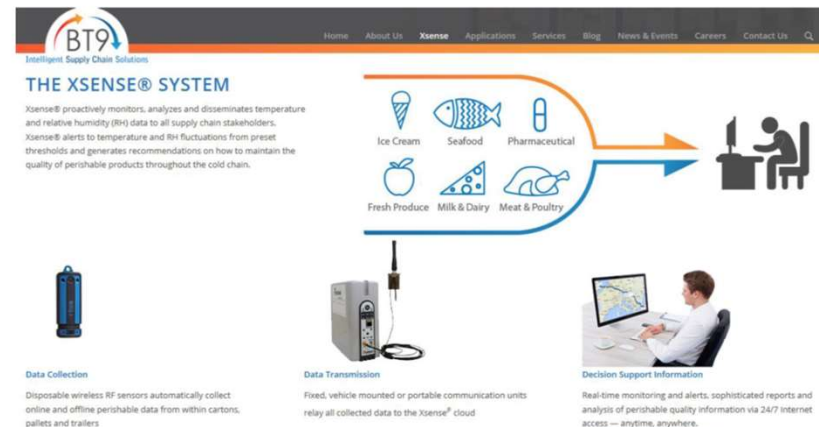 BT9
Home About Us Xsense Applications Services Blog News & Events Careers Contact Us
Intelligent Supply Chain Solutions
THE XSENSE® SYSTEM
Xsense® proactively monitors, analyzes and disseminates temperature
and relative humidity (RH) data to all supply chain stakeholders.
Xsense® alerts to temperature and RH fluctuations from preset
thresholds and generates recommendations on how to maintain the
quality of perishable products throughout the cold chain.
Ice Cream Seafood Pharmaceutical
Fresh Produce Milk & Dairy Meat & Poultry
Data Collection
Disposable wireless RF sensors automatically collect
online and offline perishable data from within cartons,
pallets and trailers
Data Transmission
Fixed, vehicle mounted or portable communication units
relay all collected data to the Xsense® cloud
Decision Support Information
Real-time monitoring and alerts, sophisticated reports and
analysis of perishable quality information via 24/7 Internet
access — anytime, anywhere.